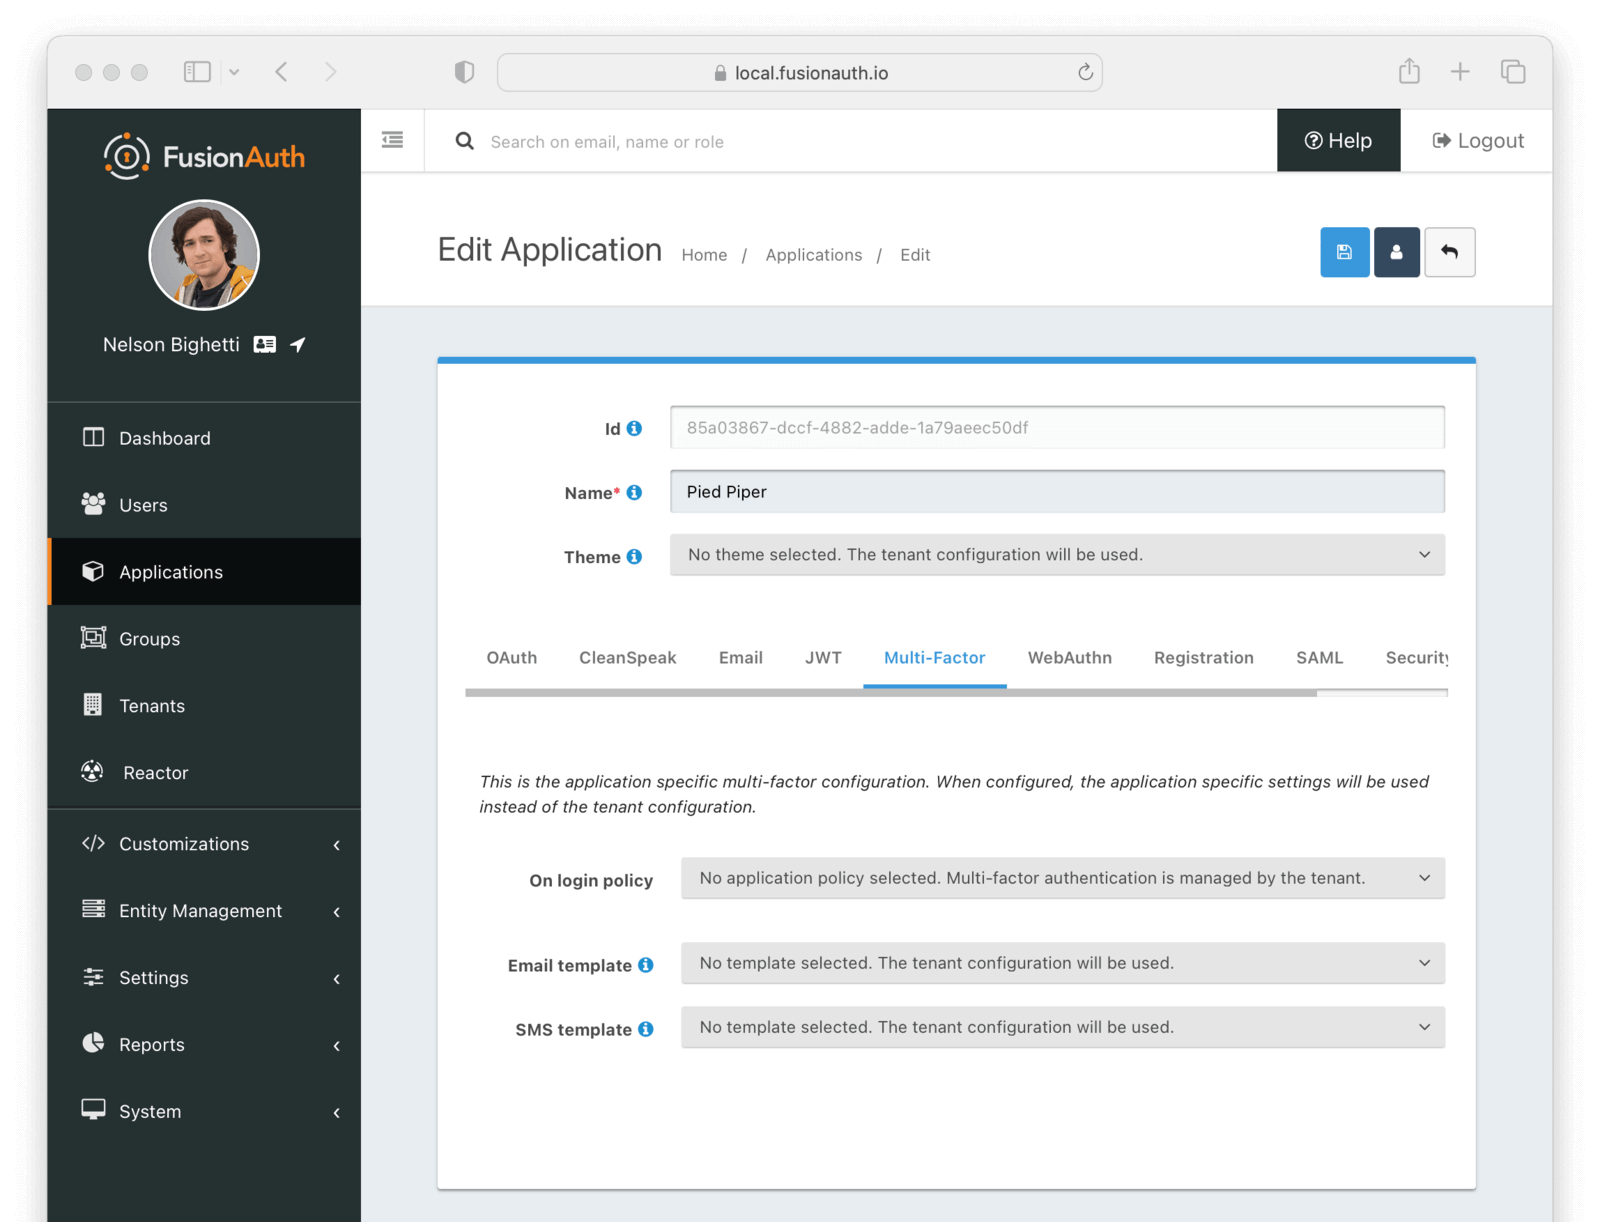 local.fusionauth.io
FusionAuth
Search on email, name or role
Help
Logout
Nelson Bighetti
Edit Application
Home / Applications / Edit
Dashboard
Users
Applications
Groups
Tenants
Reactor
Customizations
Entity Management
Settings
Reports
System
Id
85a03867-dccf-4882-adde-1a79aeec50df
Name*
Pied Piper
Theme
No theme selected. The tenant configuration will be used.
OAuth CleanSpeak Email JWT Multi-Factor WebAuthn Registration SAML Security
This is the application specific multi-factor configuration. When configured, the application specific settings will be used
instead of the tenant configuration.
On login policy
No application policy selected. Multi-factor authentication is managed by the tenant.
Email template
No template selected. The tenant configuration will be used.
SMS template
No template selected. The tenant configuration will be used.